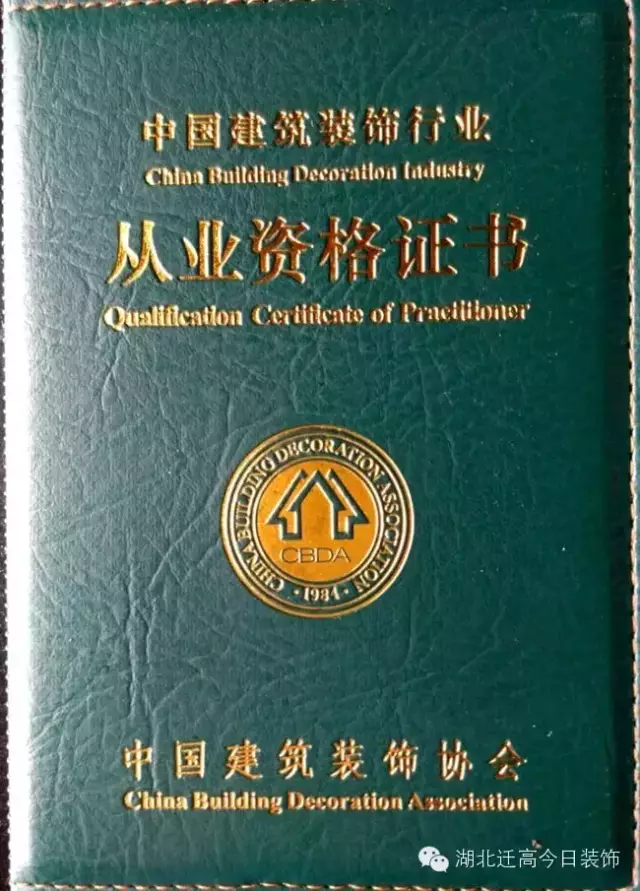 中国建筑装饰行业
China Building Decoration Industry
从业资格证书
Qualification Certificate of Practitioner
CHINA BUILDING DECORATION ASSOCIATION
CBDA
·1984·
中国建筑装饰协会
China Building Decoration Association
湖北迁高今日装饰